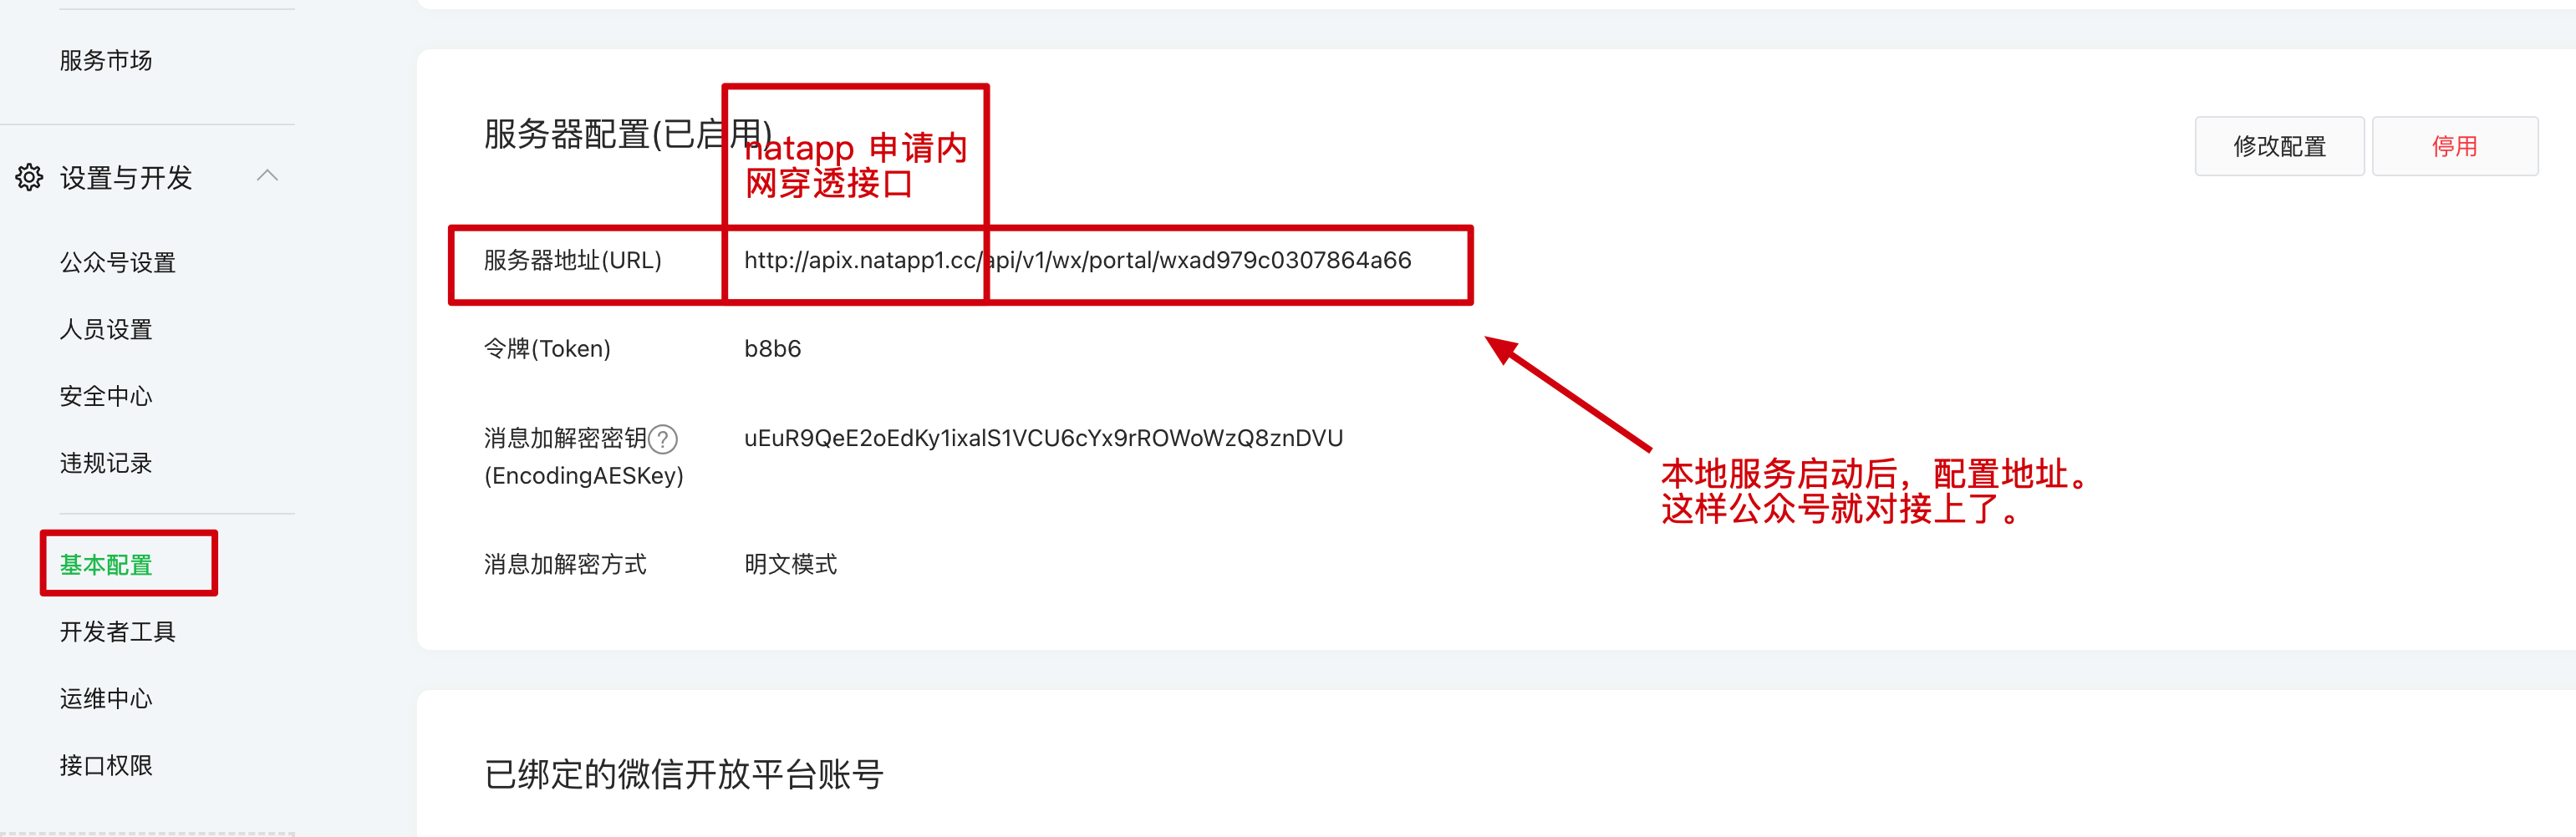 服务市场
设置与开发
公众号设置
人员设置
安全中心
违规记录
基本配置
开发者工具
运维中心
接口权限
服务器配置(已启用)
natapp 申请内
网穿透接口
修改配置
停用
服务器地址(URL)
http://apix.natapp1.cc/api/v1/wx/portal/wxad979c0307864a66
令牌(Token)
b8b6
消息加解密密钥?
(EncodingAESKey)
uEuR9QeE2oEdKy1ixalS1VCU6cYx9rROWoWzQ8znDVU
消息加解密方式
明文模式
本地服务启动后，配置地址。
这样公众号就对接上了。
已绑定的微信开放平台账号